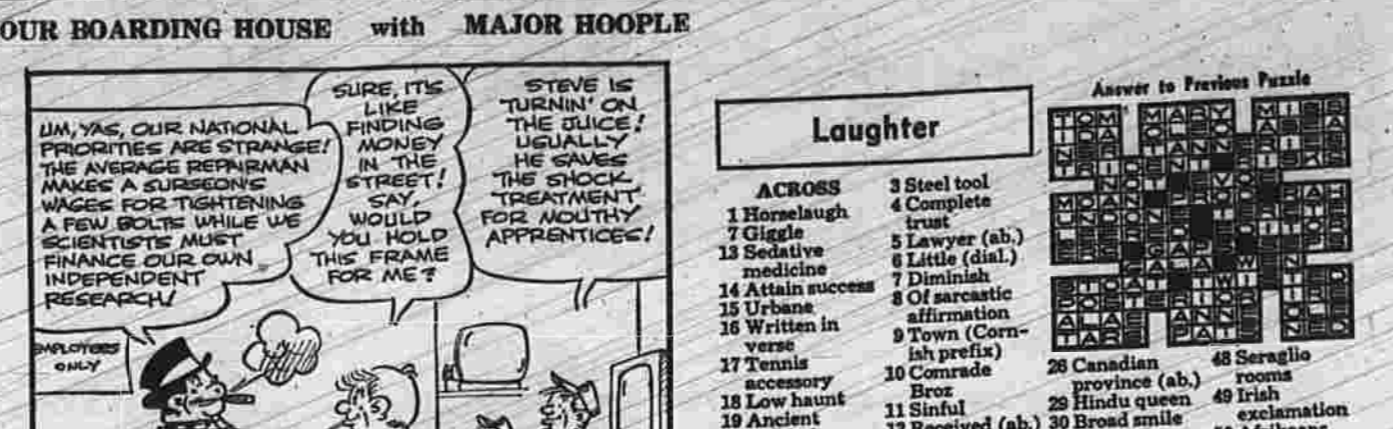 OUR BOARDING HOUSE with MAJOR HOOPLE
UM, YAS, OUR NATIONAL
PRIORITIES ARE STRANGE!
THE AVERAGE REPAIRMAN
MAKES A SURGEON'S
WAGES FOR TIGHTENING
A FEW BOLTS WHILE WE
SCIENTISTS MUST
FINANCE OUR OWN
INDEPENDENT
RESEARCH!
SURE, IT'S
LIKE
FINDING
MONEY
IN THE
STREET!
SAY,
WOULD
YOU HOLD
THIS FRAME
FOR ME?
STEVE IS
TURNIN' ON
THE JUICE!
USUALLY
HE SAVES
THE SHOCK
TREATMENT
FOR MOUTHY
APPRENTICES!
EMPLOYEES
ONLY
Laughter
ACROSS
1 Horselaugh
7 Giggle
13 Sedative
medicine
14 Attain success
15 Urbane
16 Written in
verse
17 Tennis
accessory
18 Low haunt
19 Ancient
3 Steel tool
4 Complete
trust
5 Lawyer (ab.)
6 Little (dial.)
7 Diminish
8 Of sarcastic
affirmation
9 Town (Corn-
ish prefix)
10 Comrade
Broz
11 Sinful
12 Received (ab.)
Answer to Previous Puzzle
TOM MARY MISS
26 Canadian
province (ab.)
29 Hindu queen
30 Broad smile
48 Seraglio
rooms
49 Irish
exclamation